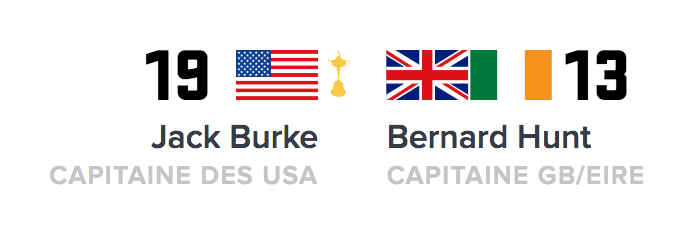 19 13
Jack Burke Bernard Hunt
CAPITAINE DES USA CAPITAINE GB/EIRE